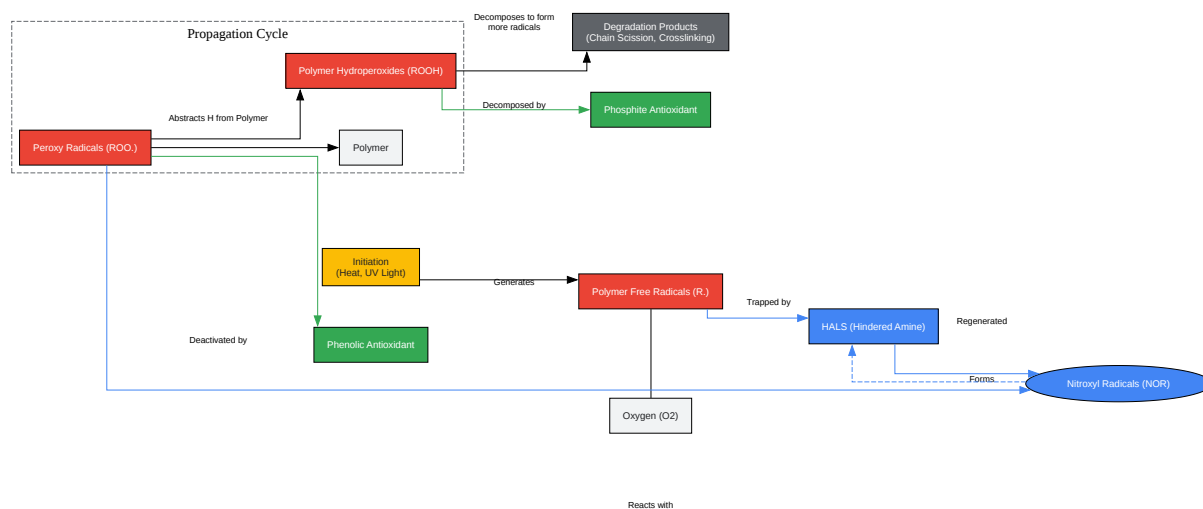 Propagation Cycle
Decomposes to form
more radicals
Degradation Products
(Chain Scission, Crosslinking)
Polymer Hydroperoxides (ROOH)
Decomposed by
Phosphite Antioxidant
Abstracts H from Polymer
Peroxy Radicals (ROO.)
Polymer
Initiation
(Heat, UV Light)
Generates
Polymer Free Radicals (R.)
Trapped by
HALS (Hindered Amine)
Regenerated
Deactivated by
Phenolic Antioxidant
Forms
Nitroxyl Radicals (NOR)
Oxygen (O2)
Reacts with